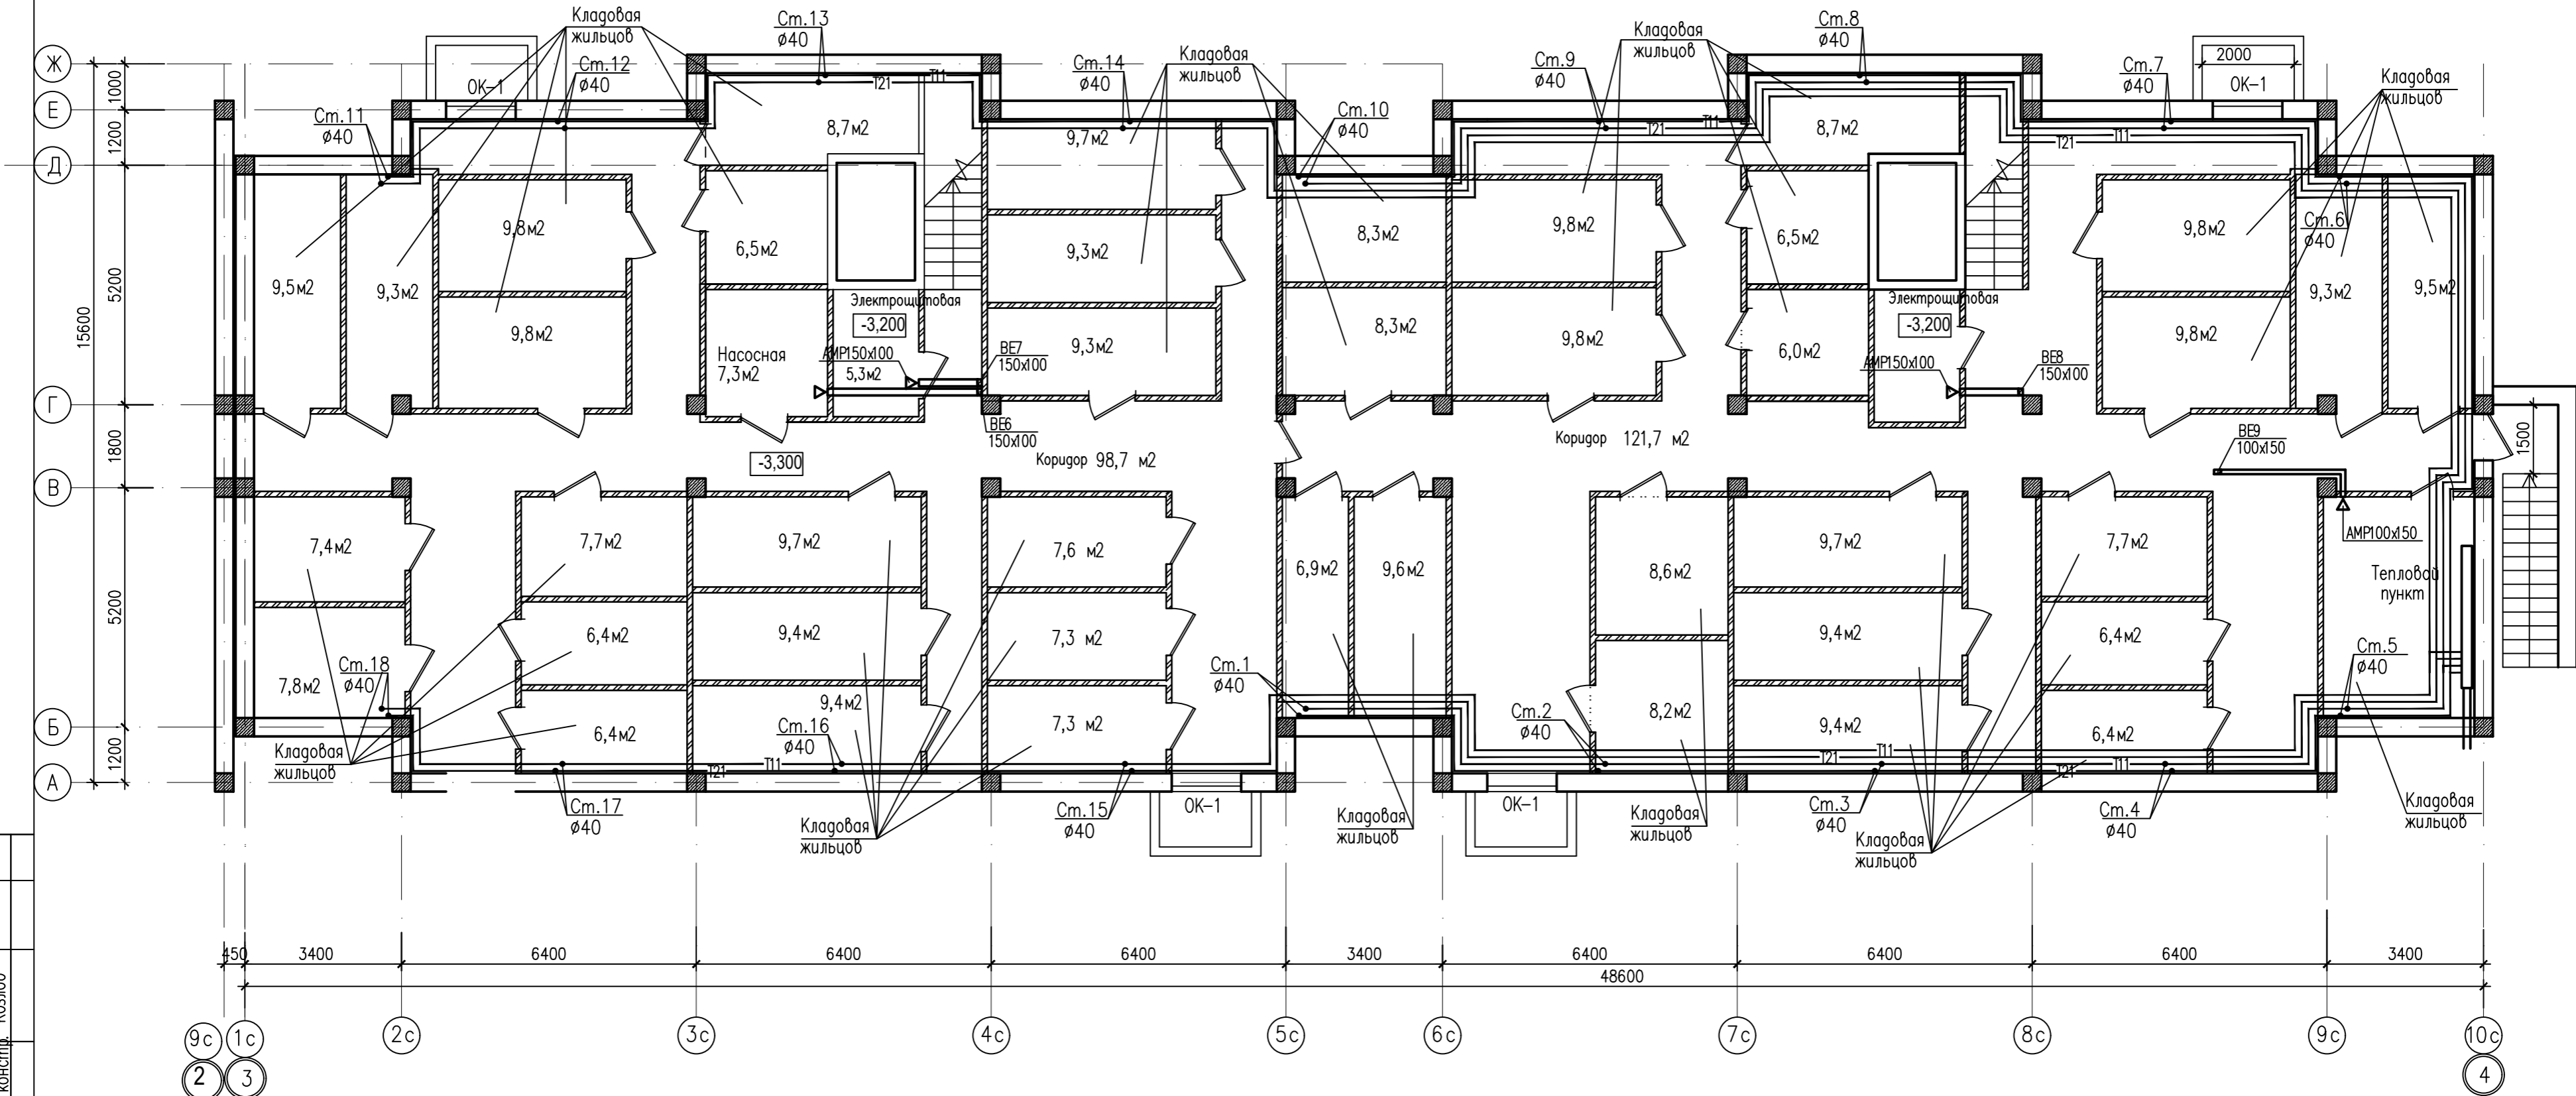 Кладовая
жильцов
Ст.13
ø40
Ст.8
ø40
Кладовая
жильцов
Ж
1000
ОК-1
Ст.12
ø40
Т21
Т11
Ст.14
ø40
Кладовая
жильцов
Ст.9
ø40
Ст.7
ø40
2000
ОК-1
Кладовая
жильцов
Е
1200
Ст.11
ø40
8,7м2
9,7м2
Ст.10
ø40
Т21
Т11
8,7м2
Т21
Т11
Д
5200
15600
9,5м2
9,3м2
9,8м2
9,8м2
6,5м2
9,3м2
9,3м2
8,3м2
8,3м2
9,8м2
9,8м2
6,5м2
6,0м2
9,8м2
9,8м2
Ст.6
ø40
9,3м2
9,5м2
Электрощитовая
-3,200
Насосная
7,3м2
АМР150х100
5,3м2
ВЕ7
150х100
Электрощитовая
-3,200
АМР150х100
ВЕ8
150х100
Г
1800
ВЕ6
150х100
-3,300
Коридор 98,7 м2
Коридор 121,7 м2
ВЕ9
100х150
1500
В
5200
7,4м2
7,7м2
9,7м2
7,6 м2
6,9м2
9,6м2
8,6м2
9,7м2
7,7м2
АМР100х150
Тепловой
пункт
6,4м2
9,4м2
7,3 м2
9,4м2
6,4м2
Ст.18
ø40
7,8м2
6,4м2
9,4м2
Ст.16
ø40
7,3 м2
Ст.1
ø40
Ст.2
ø40
8,2м2
9,4м2
6,4м2
Ст.5
ø40
Б
1200
Кладовая
жильцов
Т21
Т11
Т21
Т11
Т21
Т11
А
Ст.17
ø40
Кладовая
жильцов
Ст.15
ø40
ОК-1
Кладовая
жильцов
ОК-1
Кладовая
жильцов
Ст.3
ø40
Кладовая
жильцов
Ст.4
ø40
Кладовая
жильцов
450
3400
6400
6400
6400
3400
6400
6400
6400
3400
48600
9с
1с
2с
3с
4с
5с
6с
7с
8с
9с
10с
2
3
4
констр.